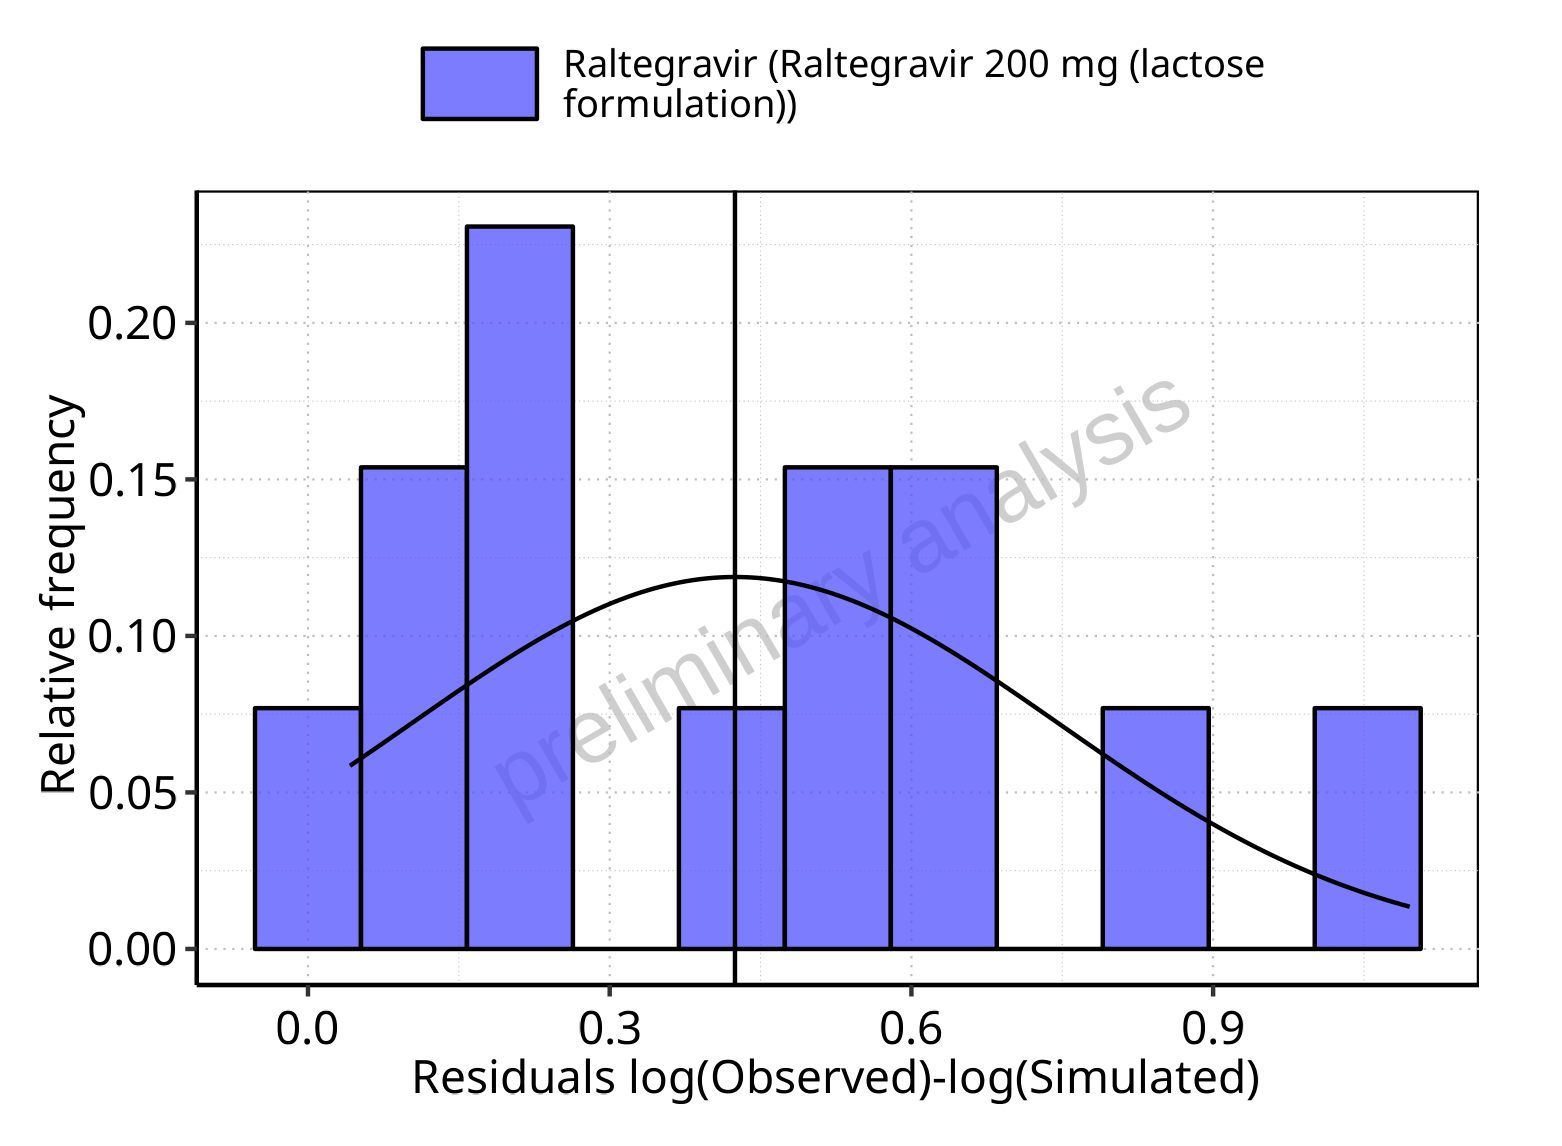 Raltegravir (Raltegravir 200 mg (lactose
formulation))
Relative frequency
0.20
0.15
0.10
0.05
0.00
preliminary analysis
0.0 0.3 0.6 0.9
Residuals log(Observed)-log(Simulated)